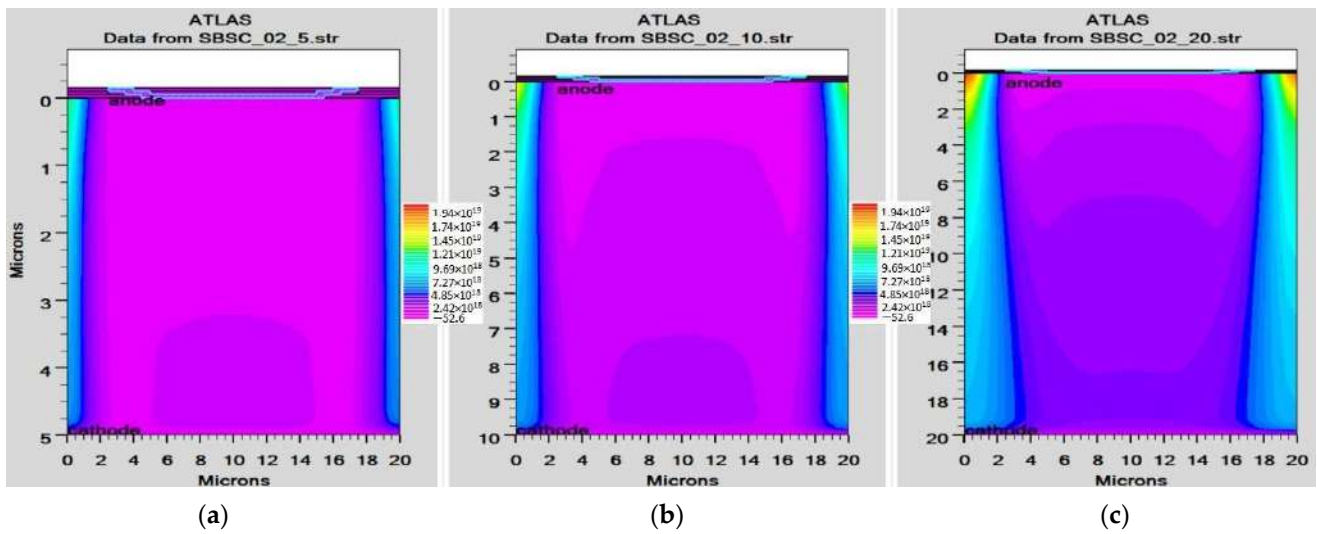 ATLAS
Data from SBSC_02_5.str
anode
0
1
2
3
4
5
Microns
cathode
0 2 4 6 8 10 12 14 16 18 20
Microns
1.94×10¹⁹
1.74×10¹⁹
1.45×10¹⁹
1.21×10¹⁹
9.69×10¹⁸
7.27×10¹⁸
4.85×10¹⁸
2.42×10¹⁸
−52.6
(a)
ATLAS
Data from SBSC_02_10.str
anode
0
1
2
3
4
5
6
7
8
9
10
cathode
0 2 4 6 8 10 12 14 16 18 20
Microns
1.94×10¹⁹
1.74×10¹⁹
1.45×10¹⁹
1.21×10¹⁹
9.69×10¹⁸
7.27×10¹⁸
4.85×10¹⁸
2.42×10¹⁸
−52.6
(b)
ATLAS
Data from SBSC_02_20.str
anode
0
2
4
6
8
10
12
14
16
18
20
cathode
0 2 4 6 8 10 12 14 16 18 20
Microns
(c)